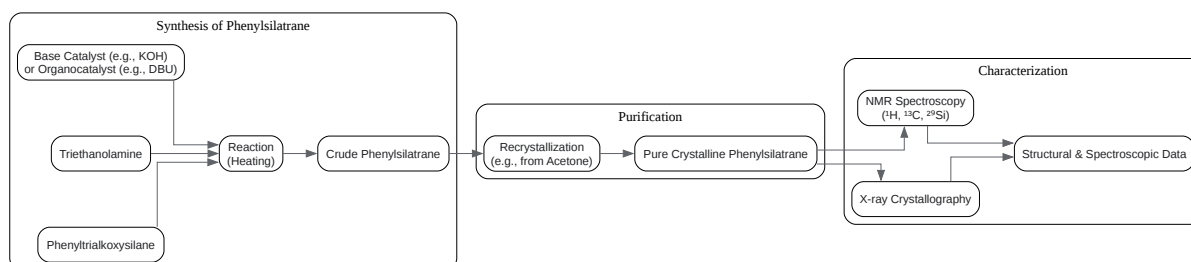 Synthesis of Phenylsilatrane
Base Catalyst (e.g., KOH)
or Organocatalyst (e.g., DBU)
Triethanolamine
Phenyltrialkoxysilane
Reaction
(Heating)
Crude Phenylsilatrane
Purification
Recrystallization
(e.g., from Acetone)
Pure Crystalline Phenylsilatrane
Characterization
NMR Spectroscopy
(¹H, ¹³C, ²⁹Si)
X-ray Crystallography
Structural & Spectroscopic Data